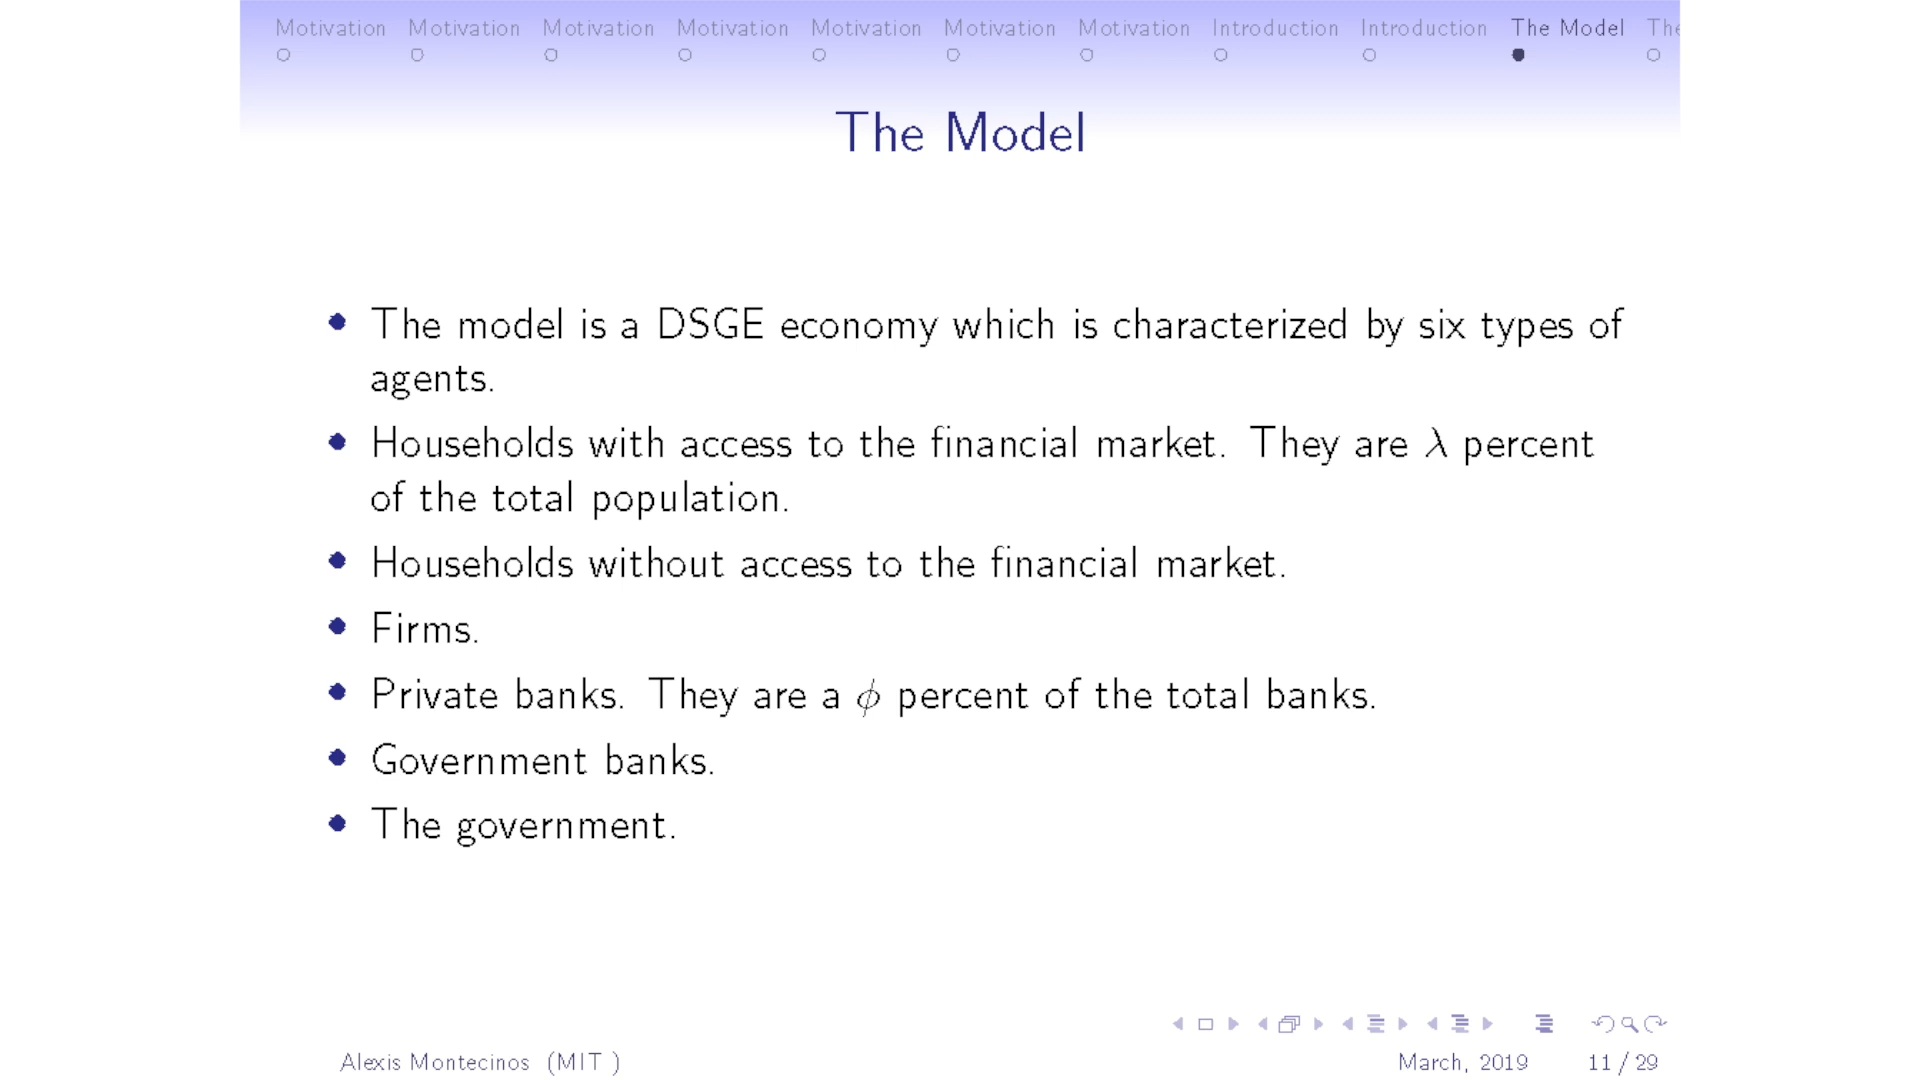 Motivation Motivation Motivation Motivation Motivation Motivation Motivation Introduction Introduction The Model The
The Model
• The model is a DSGE economy which is characterized by six types of
agents.
• Households with access to the financial market. They are λ percent
of the total population.
• Households without access to the financial market.
• Firms.
• Private banks. They are a ϕ percent of the total banks.
• Government banks.
• The government.
Alexis Montecinos (MIT ) March, 2019 11 / 29